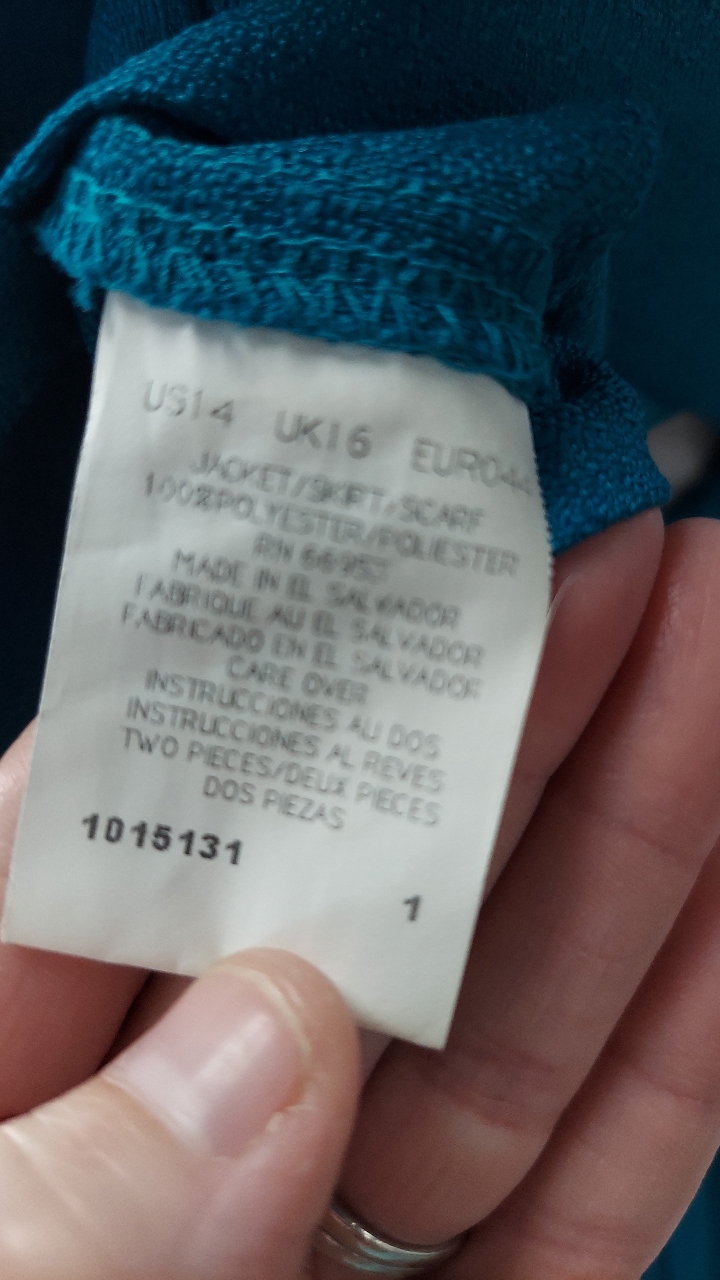 US14 UK16 EURO44
JACKET/SKIRT/SCARF
100%POLYESTER/POLIESTER
RN 66957
MADE IN EL SALVADOR
FABRIQUE AU EL SALVADOR
FABRICADO EN EL SALVADOR
CARE OVER
INSTRUCCIONES AU DOS
INSTRUCCIONES AL REVES
TWO PIECES/DEUX PIECES
DOS PIEZAS
1015131
1